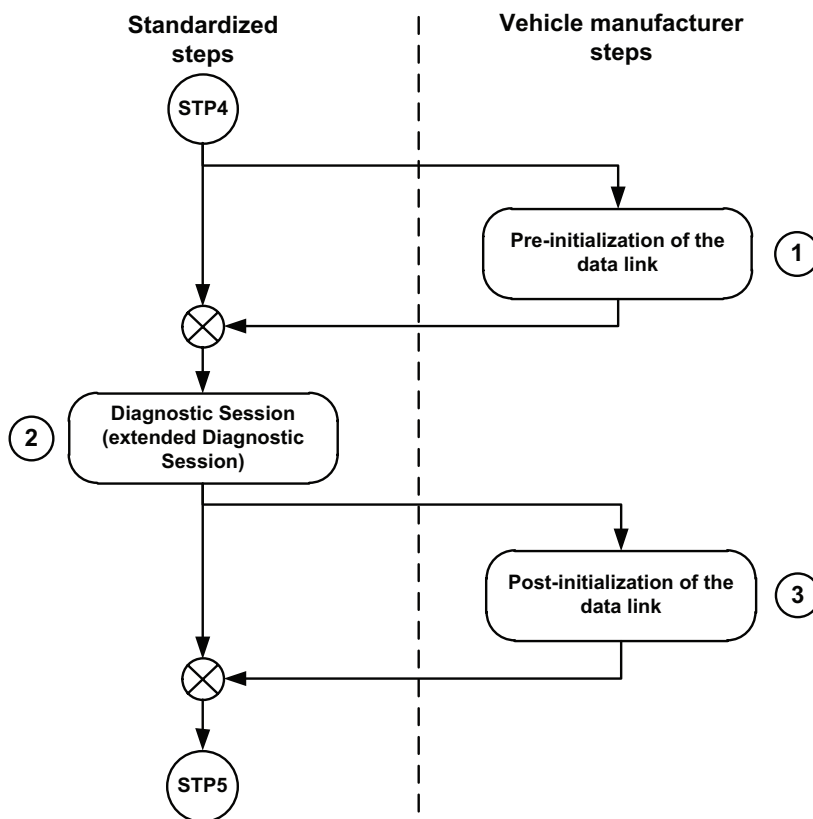 Standardized
steps
Vehicle manufacturer
steps
STP4
Pre-initialization of the
data link
1
2
Diagnostic Session
(extended Diagnostic
Session)
Post-initialization of the
data link
3
STP5